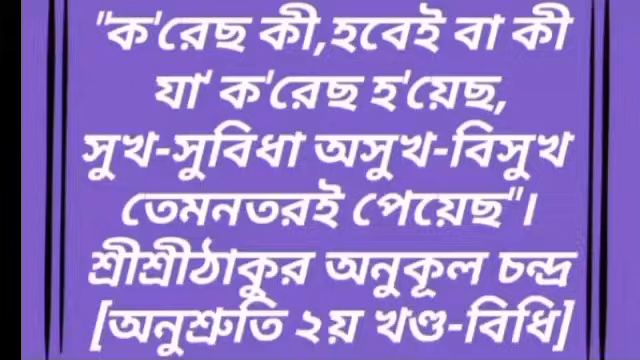 "ক'রেছ কী,হবেই বা কী
যা' ক'রেছ হ'য়েছ,
সুখ-সুবিধা অসুখ-বিসুখ
তেমনতরই পেয়েছ"।
শ্রীশ্রীঠাকুর অনুকূল চন্দ্র
[অনুশ্রুতি ২য় খণ্ড-বিধি]